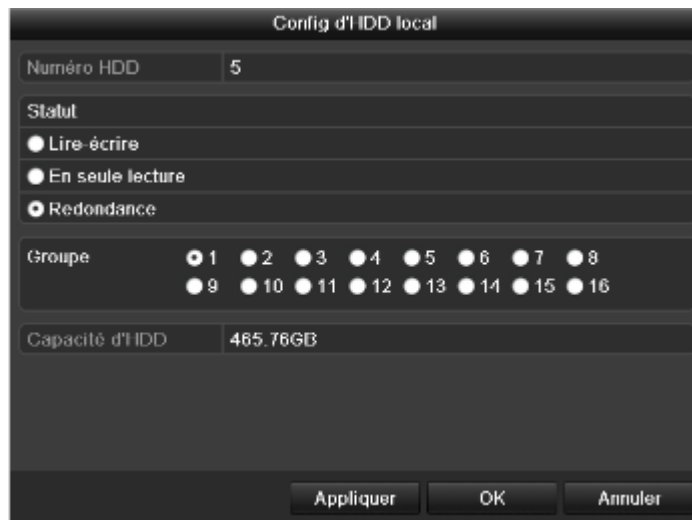 Config d'HDD local
Numéro HDD 5
Statut
Lire-écrire
En seule lecture
Redondance
Groupe 1 2 3 4 5 6 7 8
9 10 11 12 13 14 15 16
Capacité d'HDD 465.76GB
Appliquer OK Annuler